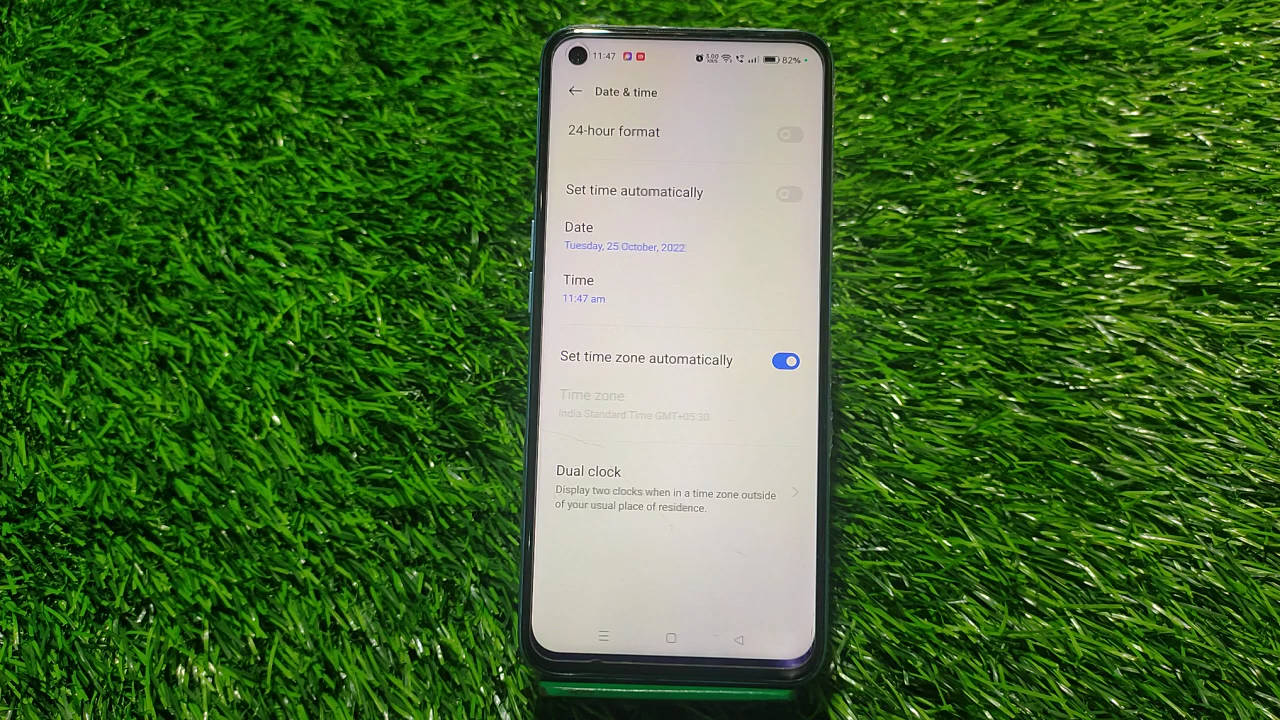 11:47
82%
Date & time
24-hour format
Set time automatically
Date
Tuesday, 25 October, 2022
Time
11:47 am
Set time zone automatically
Time zone
India Standard Time GMT+05:30
Dual clock
Display two clocks when in a time zone outside
of your usual place of residence.